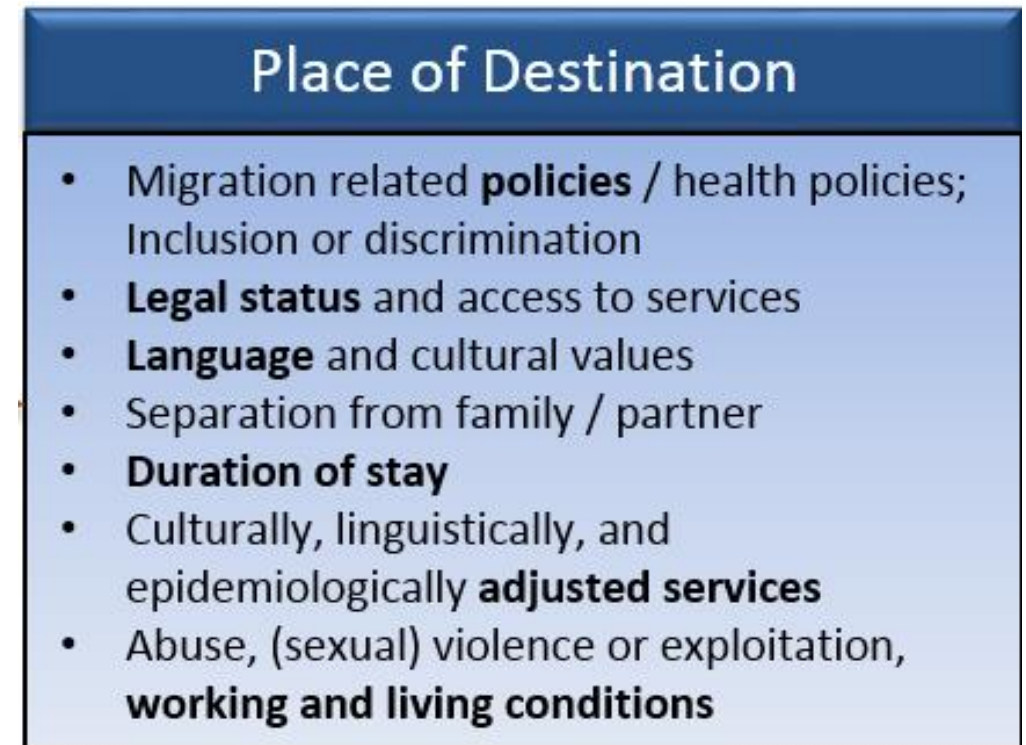 Place of Destination
• Migration related policies / health policies;
Inclusion or discrimination
• Legal status and access to services
• Language and cultural values
• Separation from family / partner
• Duration of stay
• Culturally, linguistically, and
epidemiologically adjusted services
• Abuse, (sexual) violence or exploitation,
working and living conditions